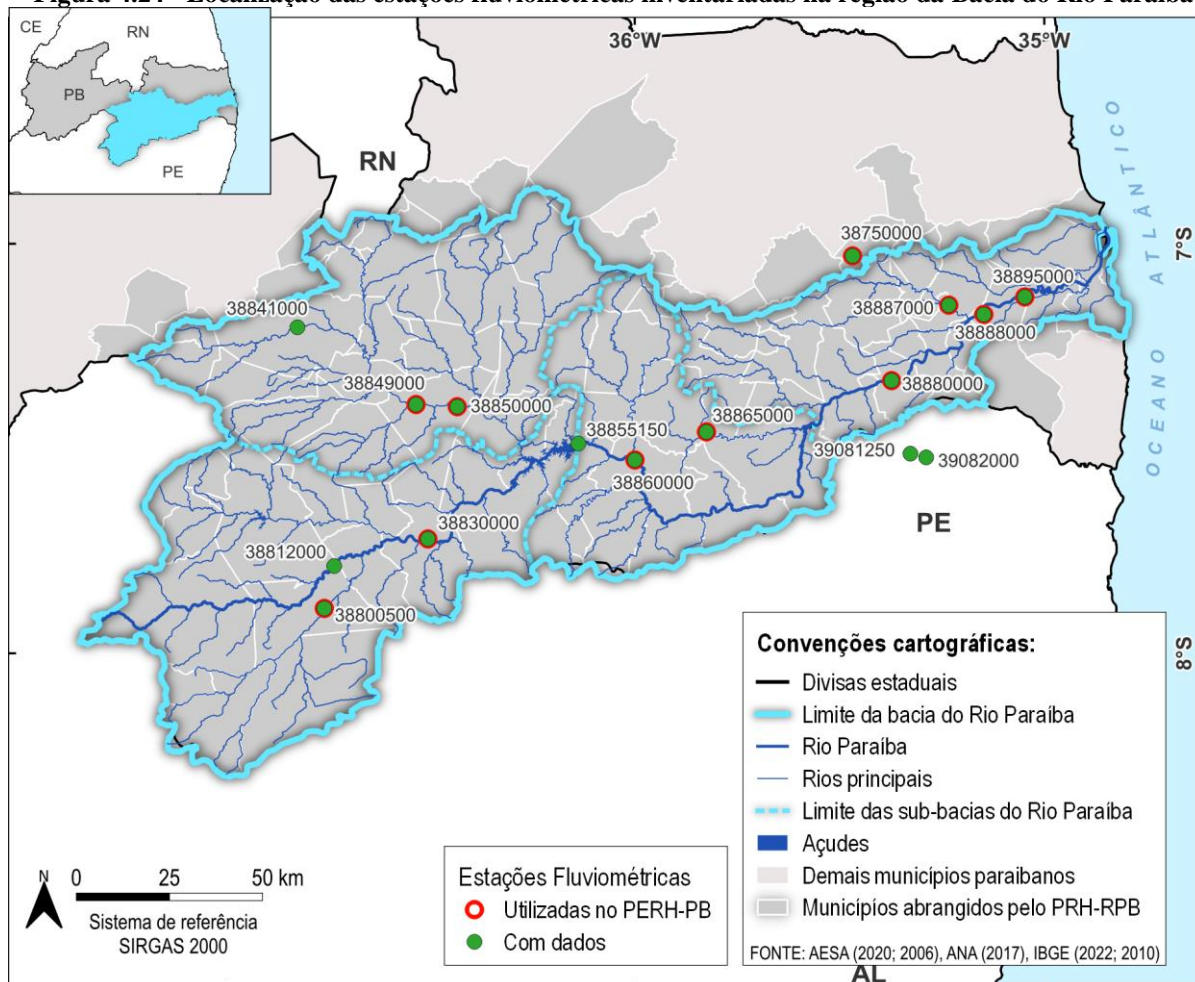 Figura 4.24 - Localização das estações fluviométricas inventariadas na região da Bacia do Rio Paraíba
CE
RN
PB
PE
36°W
35°W
RN
OCEANO ATLÂNTICO
7°S
38750000
38895000
38841000
38887000
38888000
38849000
38850000
38880000
38865000
38855150
39081250
39082000
38860000
PE
38830000
38812000
38800500
8°S
Convenções cartográficas:
Divisas estaduais
Limite da bacia do Rio Paraíba
Rio Paraíba
Rios principais
Limite das sub-bacias do Rio Paraíba
Açudes
Demais municípios paraibanos
Municípios abrangidos pelo PRH-RPB
FONTE: AESA (2020; 2006), ANA (2017), IBGE (2022; 2010)
Estações Fluviométricas
Utilizadas no PERH-PB
Com dados
N
0 25 50 km
Sistema de referência
SIRGAS 2000
AL